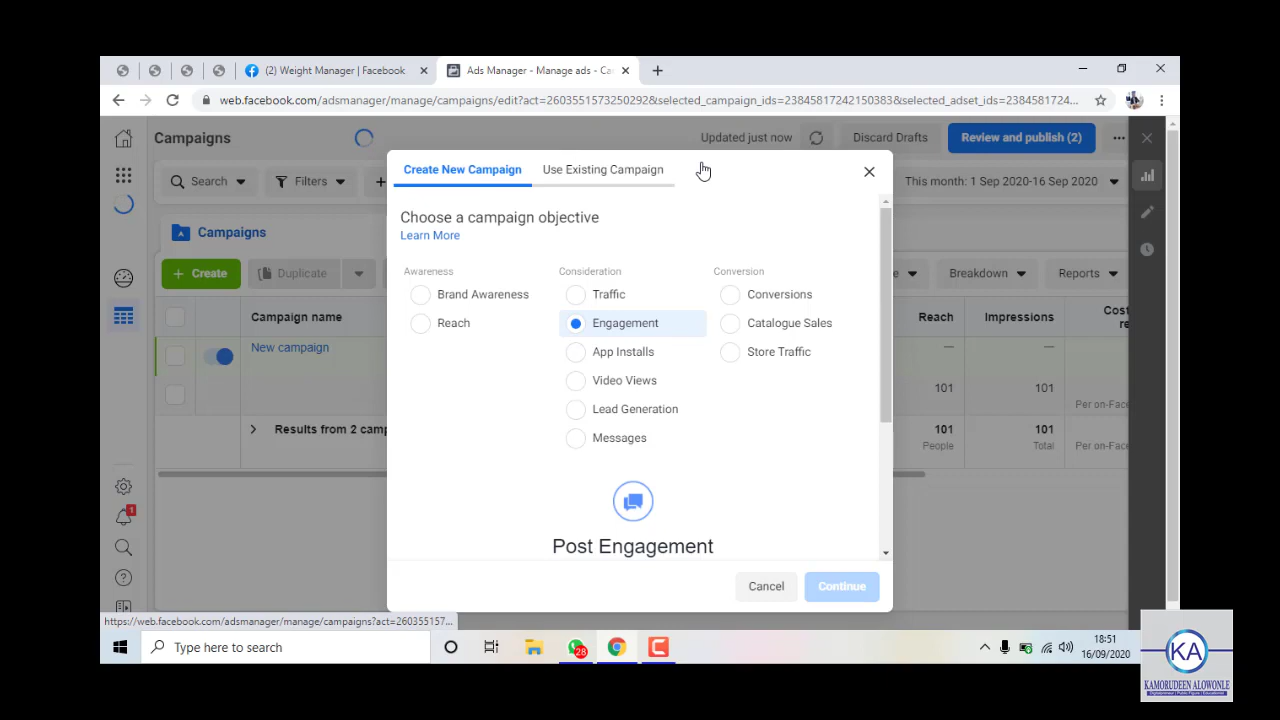 (2) Weight Manager | Facebook
Ads Manager - Manage ads - Ca
web.facebook.com/adsmanager/manage/campaigns/edit?act=2603551573250292&selected_campaign_ids=23845817242150383&selected_adset_ids=2384581724...
Campaigns
Updated just now
Discard Drafts
Review and publish (2)
Search
Filters
This month: 1 Sep 2020-16 Sep 2020
Create New Campaign
Use Existing Campaign
Choose a campaign objective
Learn More
Campaigns
Create
Duplicate
Breakdown
Reports
Awareness
Consideration
Conversion
Brand Awareness
Traffic
Conversions
Reach
Engagement
Catalogue Sales
App Installs
Store Traffic
Video Views
Lead Generation
Messages
Campaign name
Reach
Impressions
Cost
re
New campaign
101
101
Per on-Face
Results from 2 camp
101
People
101
Total
Per on-Face
Post Engagement
Cancel
Continue
1
https://web.facebook.com/adsmanager/manage/campaigns?act=260355157...
Type here to search
28
18:51
16/09/2020
KA
KAMORUDEEN ALOWONLE